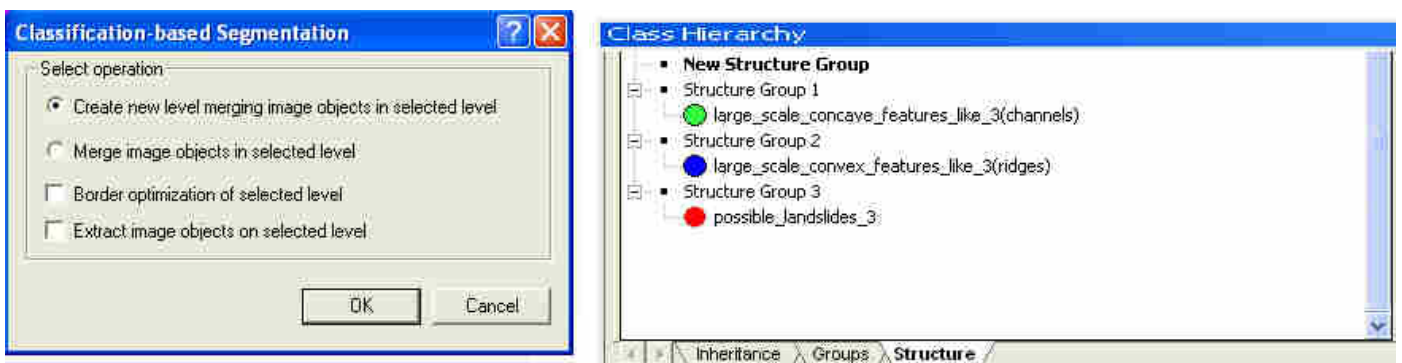 Classification-based Segmentation
Select operation
Create new level merging image objects in selected level
Merge image objects in selected level
Border optimization of selected level
Extract image objects on selected level
OK
Cancel
Class Hierarchy
New Structure Group
Structure Group 1
large_scale_concave_features_like_3(channels)
Structure Group 2
large_scale_convex_features_like_3(ridges)
Structure Group 3
possible_landslides_3
Inheritance Groups Structure